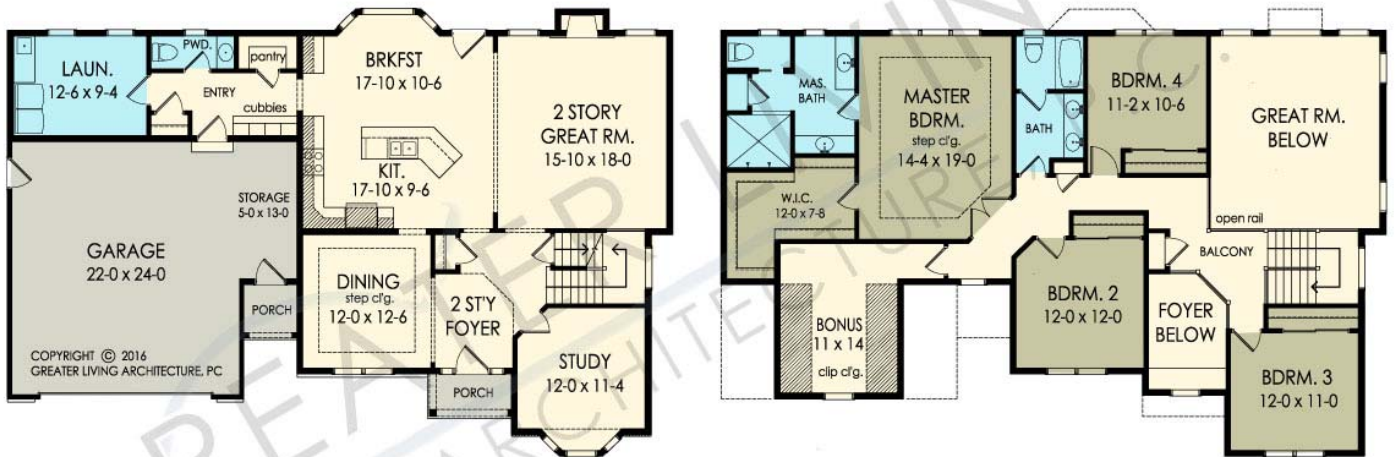 LAUN.
12-6 x 9-4
PWD.
pantry
ENTRY
cubbies
BRKFST
17-10 x 10-6
2 STORY
GREAT RM.
15-10 x 18-0
KIT.
17-10 x 9-6
STORAGE
5-0 x 13-0
GARAGE
22-0 x 24-0
PORCH
DINING
step cl'g.
12-0 x 12-6
2 ST'Y
FOYER
STUDY
12-0 x 11-4
PORCH
COPYRIGHT © 2016
GREATER LIVING ARCHITECTURE, PC
MAS.
BATH
MASTER
BDRM.
step cl'g.
14-4 x 19-0
BATH
BDRM. 4
11-2 x 10-6
GREAT RM.
BELOW
W.I.C.
12-0 x 7-8
open rail
BALCONY
BONUS
11 x 14
clip cl'g.
BDRM. 2
12-0 x 12-0
FOYER
BELOW
BDRM. 3
12-0 x 11-0